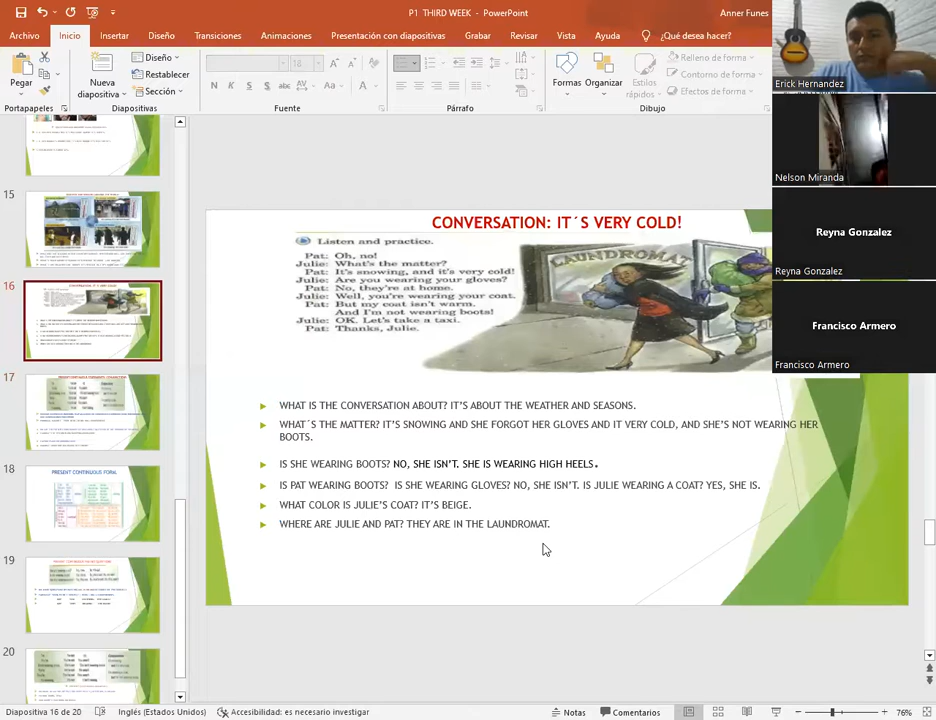 P1 THIRD WEEK - PowerPoint
Anner Funes
Archivo Inicio Insertar Diseño Transiciones Animaciones Presentación con diapositivas Grabar Revisar Vista Ayuda ¿Qué desea hacer?
Pegar
Portapapeles
Nueva diapositiva
Diseño
Restablecer
Sección
Diapositivas
18
N K S abc AV Aa A
Fuente
Párrafo
Formas
Organizar
Estilos rápidos
Relleno de forma
Contorno de forma
Efectos de forma
Dibujo
Erick Hernandez
Nelson Miranda
Reyna Gonzalez
Reyna Gonzalez
Francisco Armero
Francisco Armero
15
16
17
18
19
20
CONVERSATION: IT´S VERY COLD!
Listen and practice.
Pat: Oh, no!
Julie: What's the matter?
Pat: It's snowing, and it's very cold!
Julie: Are you wearing your gloves?
Pat: No, they're at home.
Julie: Well, you're wearing your coat.
Pat: But my coat isn't warm.
And I'm not wearing boots!
Julie: OK. Let's take a taxi.
Pat: Thanks, Julie.
LAUNDROMAT
WHAT IS THE CONVERSATION ABOUT? IT'S ABOUT THE WEATHER AND SEASONS.
WHAT´S THE MATTER? IT'S SNOWING AND SHE FORGOT HER GLOVES AND IT VERY COLD, AND SHE'S NOT WEARING HER
BOOTS.
IS SHE WEARING BOOTS? NO, SHE ISN'T. SHE IS WEARING HIGH HEELS.
IS PAT WEARING BOOTS? IS SHE WEARING GLOVES? NO, SHE ISN'T. IS JULIE WEARING A COAT? YES, SHE IS.
WHAT COLOR IS JULIE'S COAT? IT'S BEIGE.
WHERE ARE JULIE AND PAT? THEY ARE IN THE LAUNDROMAT.
Diapositiva 16 de 20 Inglés (Estados Unidos) Accesibilidad: es necesario investigar Notas Comentarios 76%